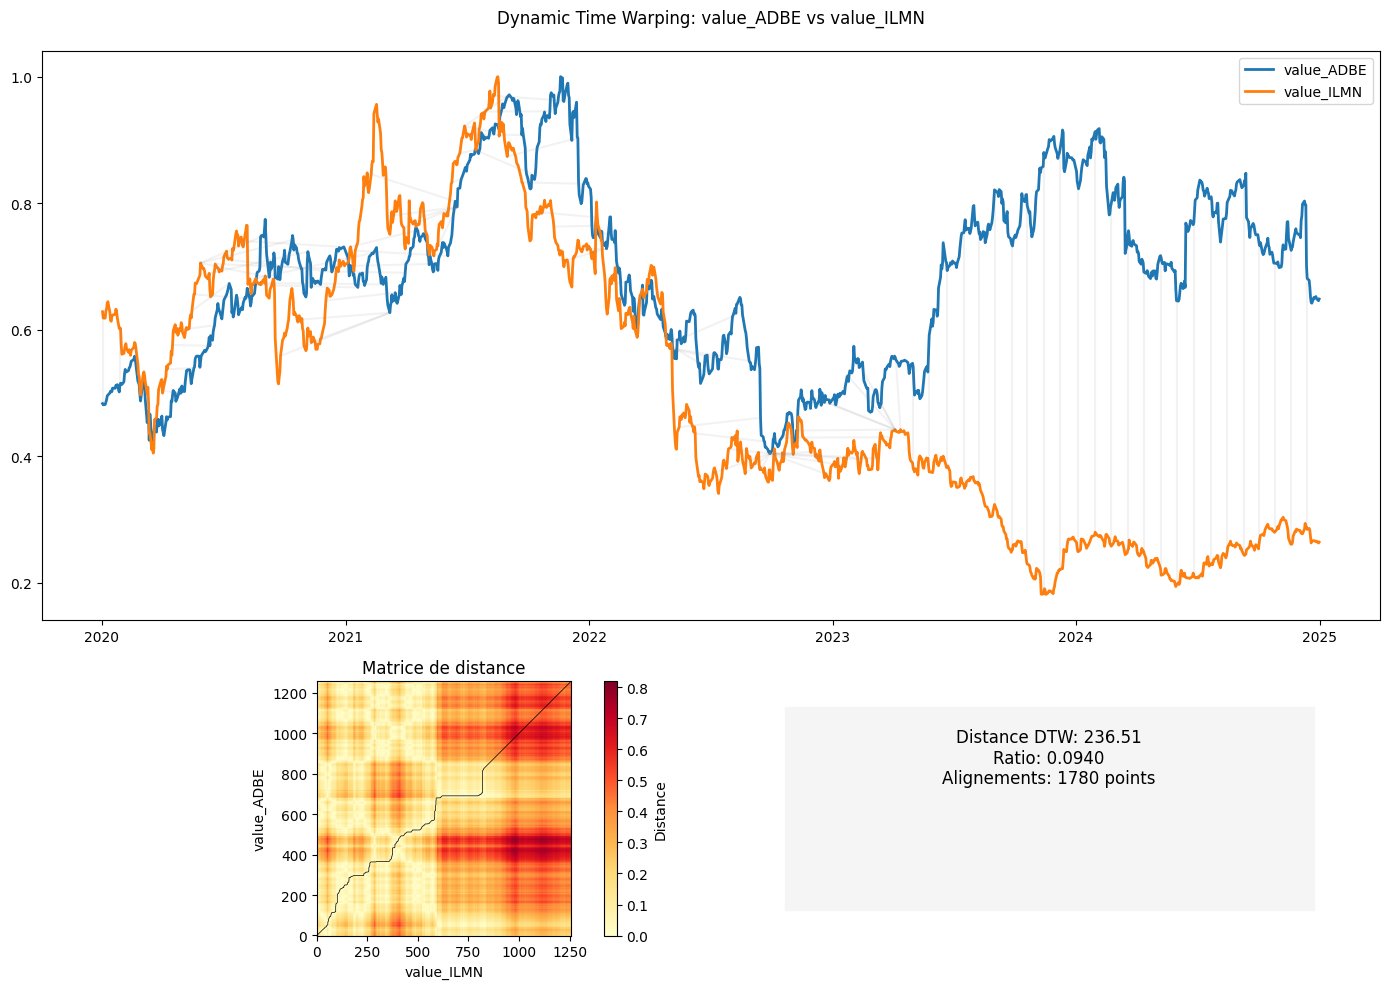 Dynamic Time Warping: value_ADBE vs value_ILMN
value_ADBE
value_ILMN
1.0
0.8
0.6
0.4
0.2
2020 2021 2022 2023 2024 2025
Matrice de distance
value_ADBE
1200
1000
800
600
400
200
0
0 250 500 750 1000 1250
value_ILMN
0.8
0.7
0.6
0.5
0.4
0.3
0.2
0.1
0.0
Distance
Distance DTW: 236.51
Ratio: 0.0940
Alignements: 1780 points